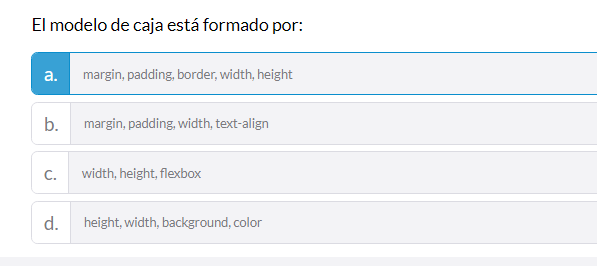 El modelo de caja está formado por:
a. margin, padding, border, width, height
b. margin, padding, width, text-align
c. width, height, flexbox
d. height, width, background, color